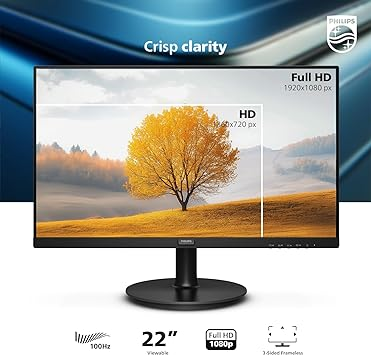 PHILIPS
Crisp clarity
Full HD
1920x1080 px
HD
1280x720 px
PHILIPS
100Hz
22"
Viewable
Full HD
1080p
3-Sided Frameless